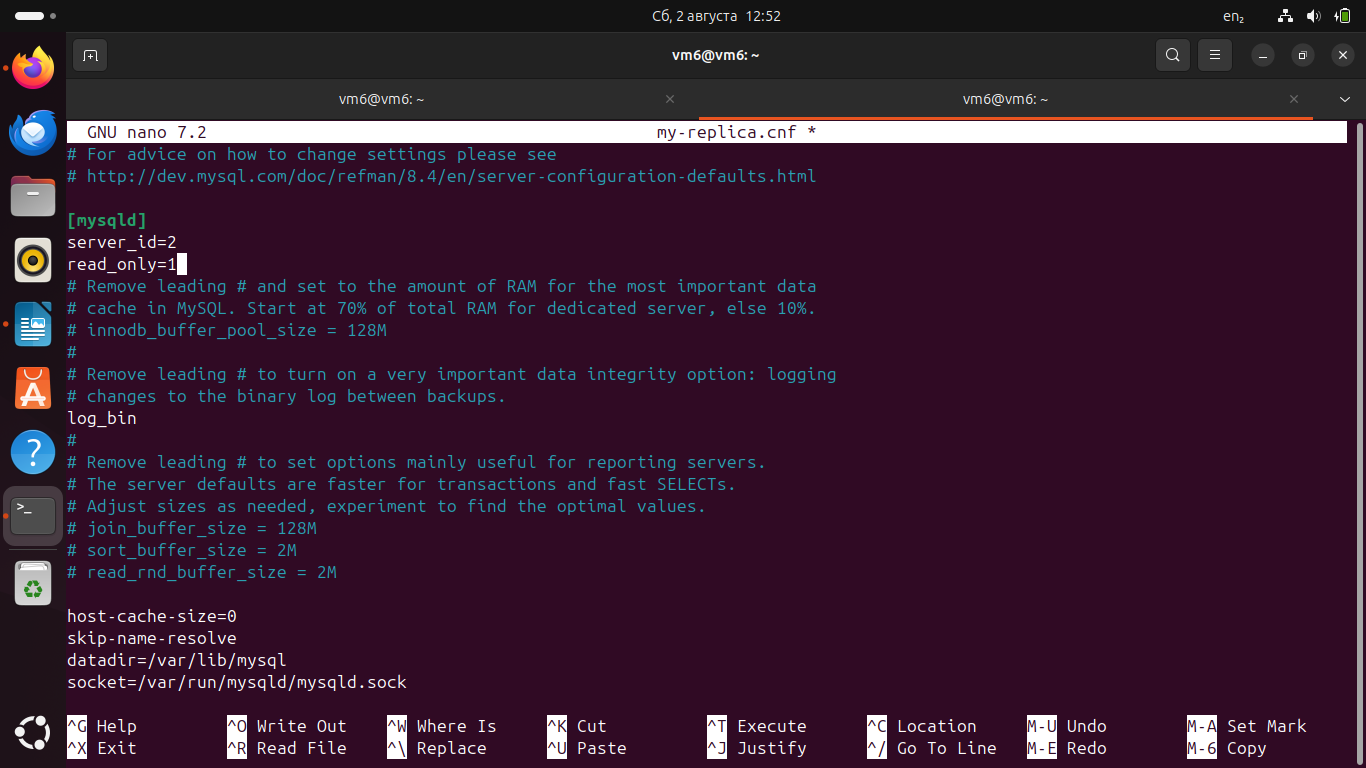 Сб, 2 августа 12:52
en₂
vm6@vm6: ~
vm6@vm6: ~
vm6@vm6: ~
GNU nano 7.2 my-replica.cnf *
# For advice on how to change settings please see
# http://dev.mysql.com/doc/refman/8.4/en/server-configuration-defaults.html
[mysqld]
server_id=2
read_only=1
# Remove leading # and set to the amount of RAM for the most important data
# cache in MySQL. Start at 70% of total RAM for dedicated server, else 10%.
# innodb_buffer_pool_size = 128M
#
# Remove leading # to turn on a very important data integrity option: logging
# changes to the binary log between backups.
log_bin
#
# Remove leading # to set options mainly useful for reporting servers.
# The server defaults are faster for transactions and fast SELECTs.
# Adjust sizes as needed, experiment to find the optimal values.
# join_buffer_size = 128M
# sort_buffer_size = 2M
# read_rnd_buffer_size = 2M
host-cache-size=0
skip-name-resolve
datadir=/var/lib/mysql
socket=/var/run/mysqld/mysqld.sock
^G Help ^O Write Out ^W Where Is ^K Cut ^T Execute ^C Location M-U Undo M-A Set Mark
^X Exit ^R Read File ^\ Replace ^U Paste ^J Justify ^/ Go To Line M-E Redo M-6 Copy